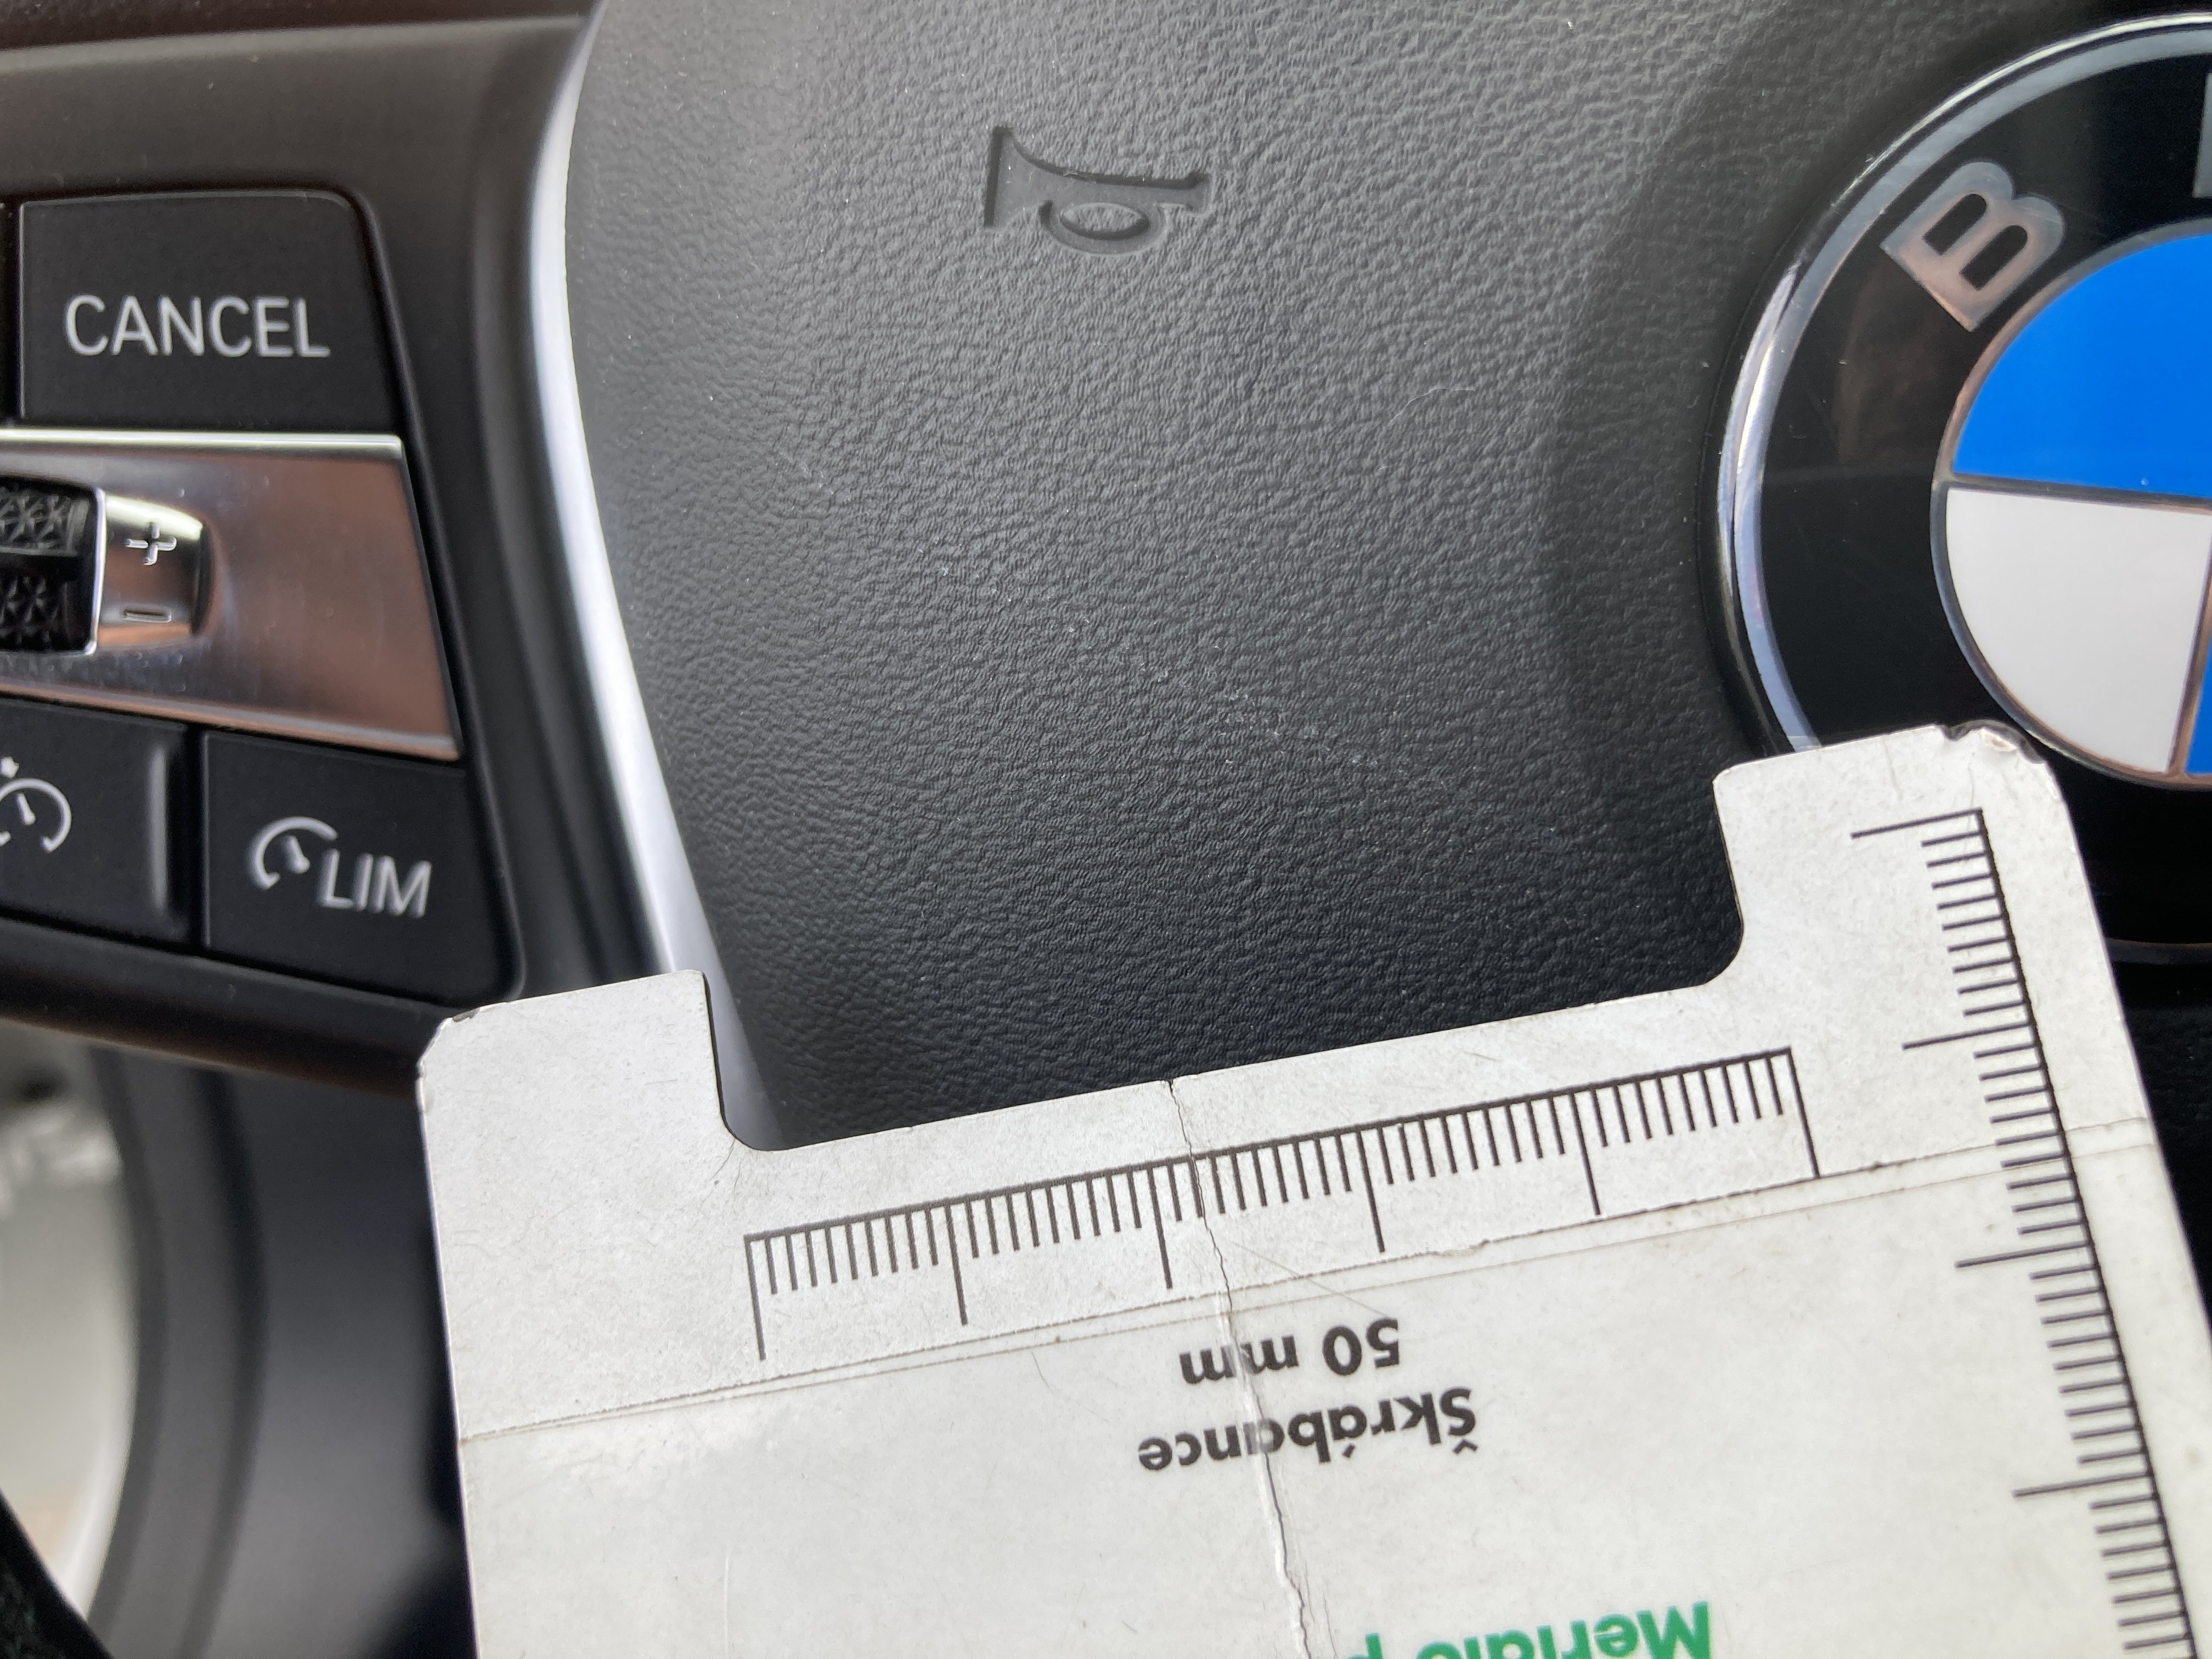 CANCEL
B
+
-
LIM
50 mm
Škrábance